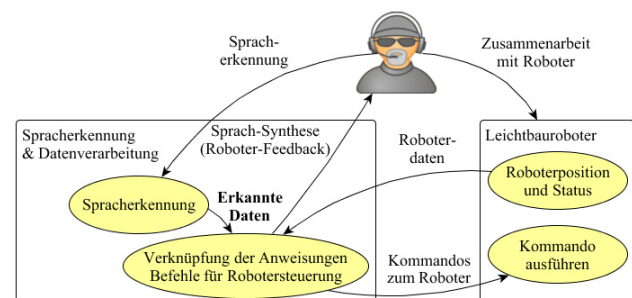 Sprach-
erkennung
Zusammenarbeit
mit Roboter
Spracherkennung
& Datenverarbeitung
Sprach-Synthese
(Roboter-Feedback)
Roboter-
daten
Leichtbauroboter
Roboterposition
und Status
Spracherkennung
Erkannte
Daten
Verknüpfung der Anweisungen
Befehle für Robotersteuerung
Kommandos
zum Roboter
Kommando
ausführen